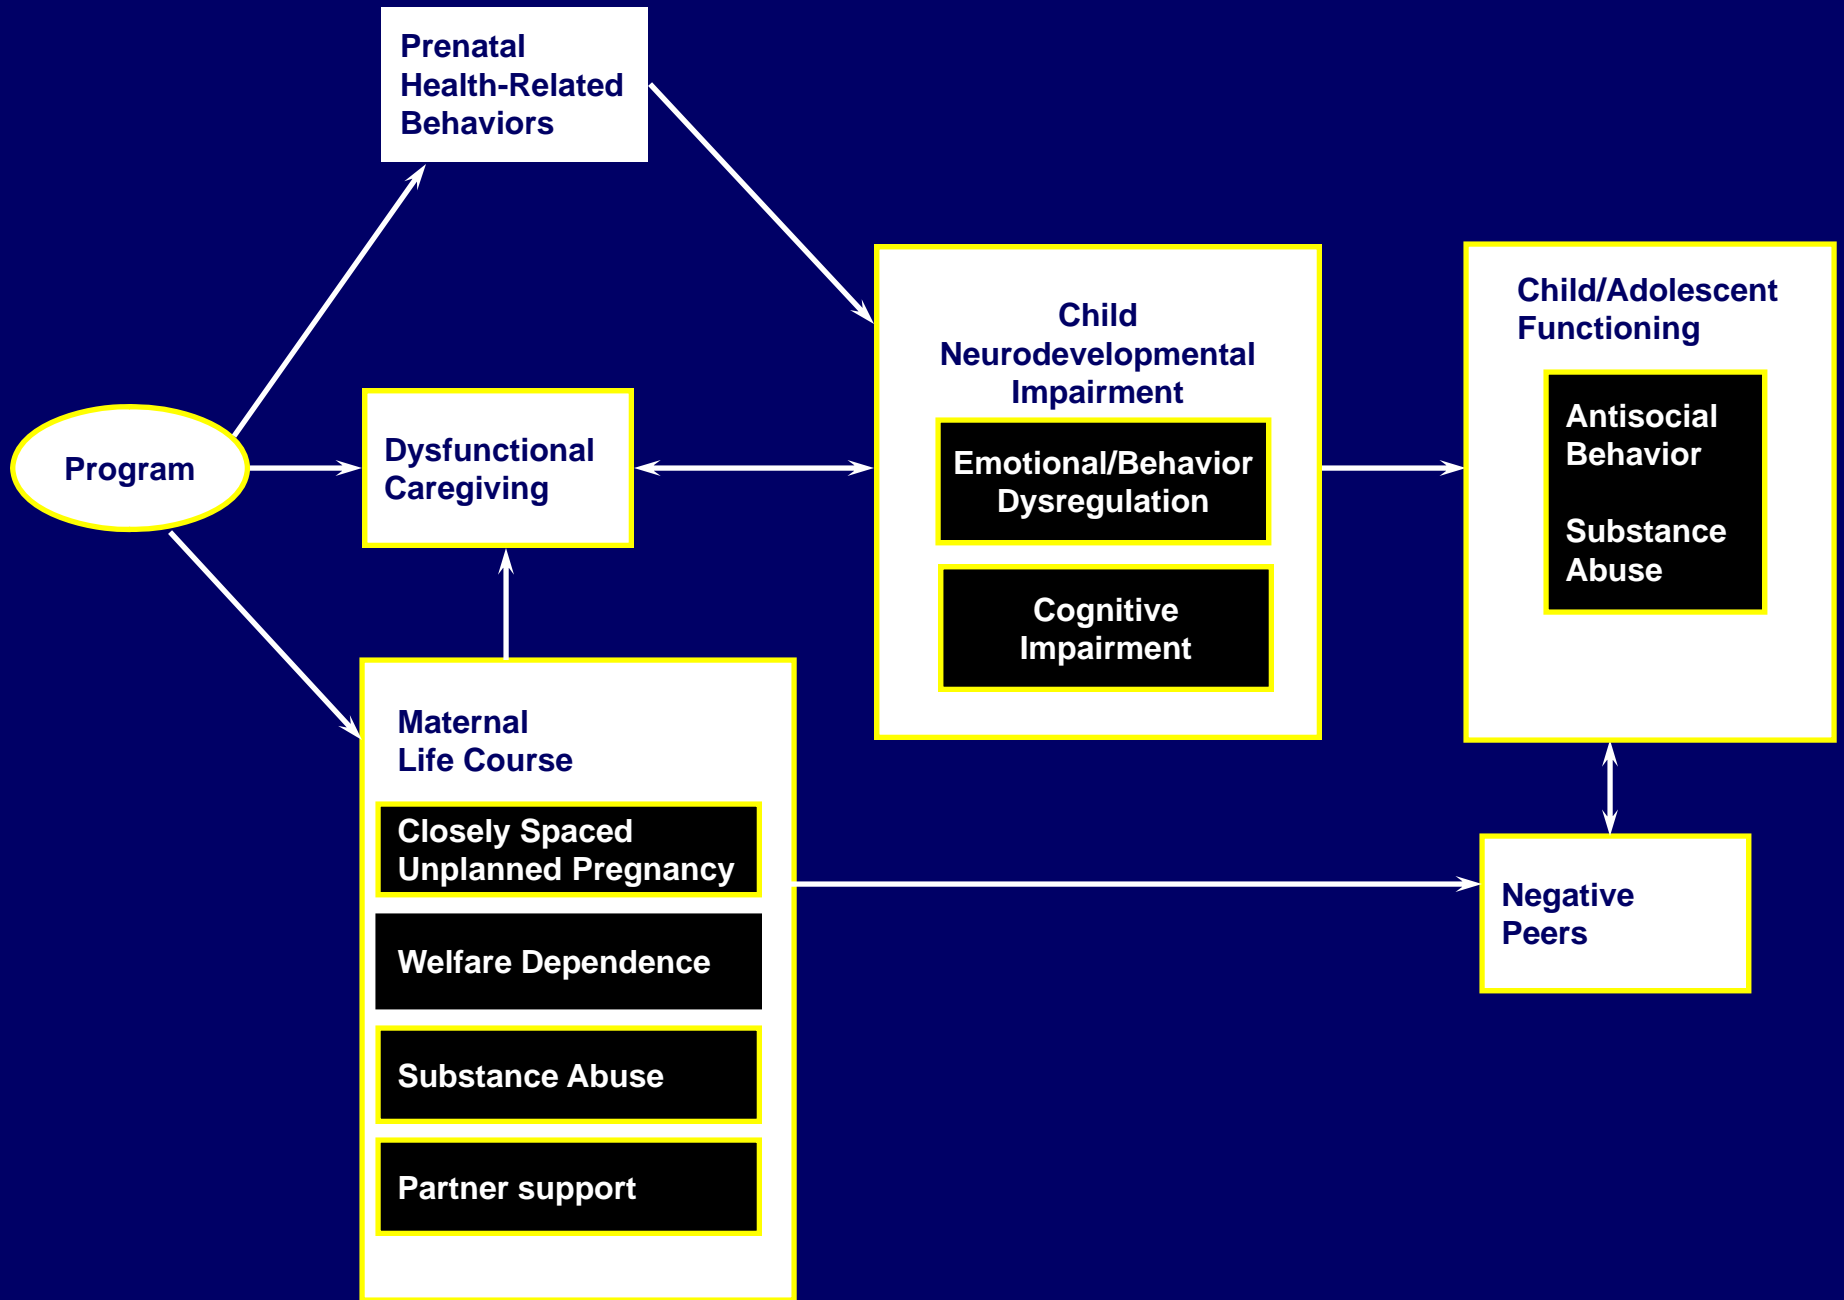 Prenatal
Health-Related
Behaviors
Program
Dysfunctional
Caregiving
Maternal
Life Course
Closely Spaced
Unplanned Pregnancy
Welfare Dependence
Substance Abuse
Partner support
Child
Neurodevelopmental
Impairment
Emotional/Behavior
Dysregulation
Cognitive
Impairment
Child/Adolescent
Functioning
Antisocial
Behavior
Substance
Abuse
Negative
Peers